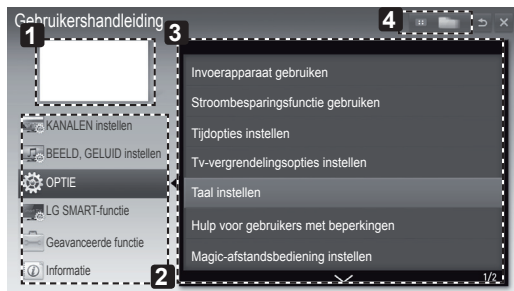 Gebruikershandleiding
4
1
3
Invoerapparaat gebruiken
Stroombesparingsfunctie gebruiken
Tijdopties instellen
Tv-vergrendelingsopties instellen
Taal instellen
Hulp voor gebruikers met beperkingen
Magic-afstandsbediening instellen
1/2
KANALEN instellen
BEELD, GELUID instellen
OPTIE
LG SMART-functie
Geavanceerde functie
Informatie
2